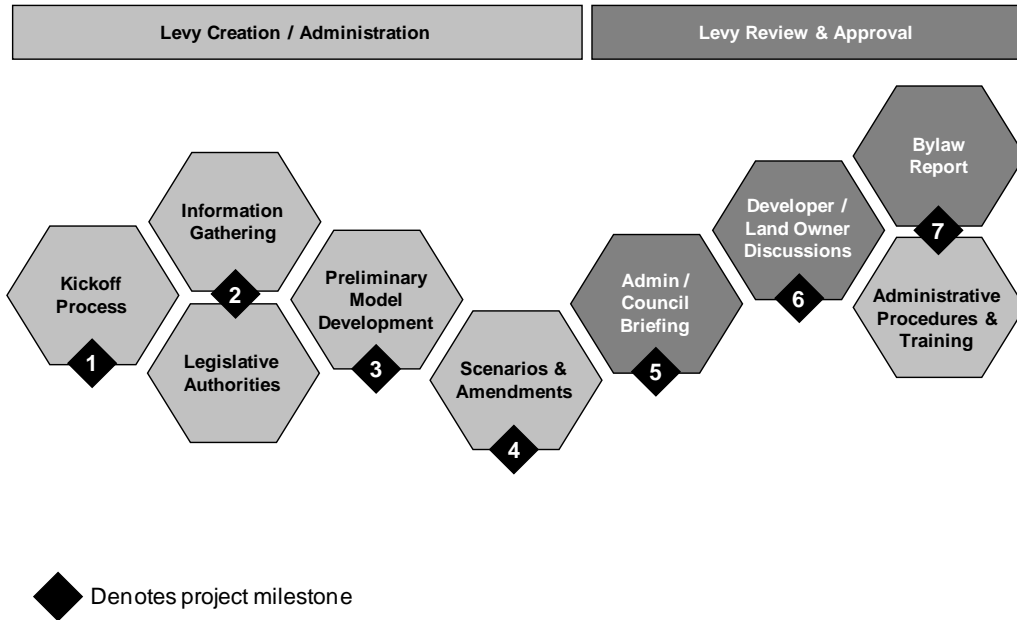 Levy Creation / Administration
Levy Review & Approval
Kickoff
Process
1
Information
Gathering
2
Legislative
Authorities
Preliminary
Model
Development
3
Scenarios &
Amendments
4
Admin /
Council
Briefing
5
Developer /
Land Owner
Discussions
6
Bylaw
Report
7
Administrative
Procedures &
Training
Denotes project milestone